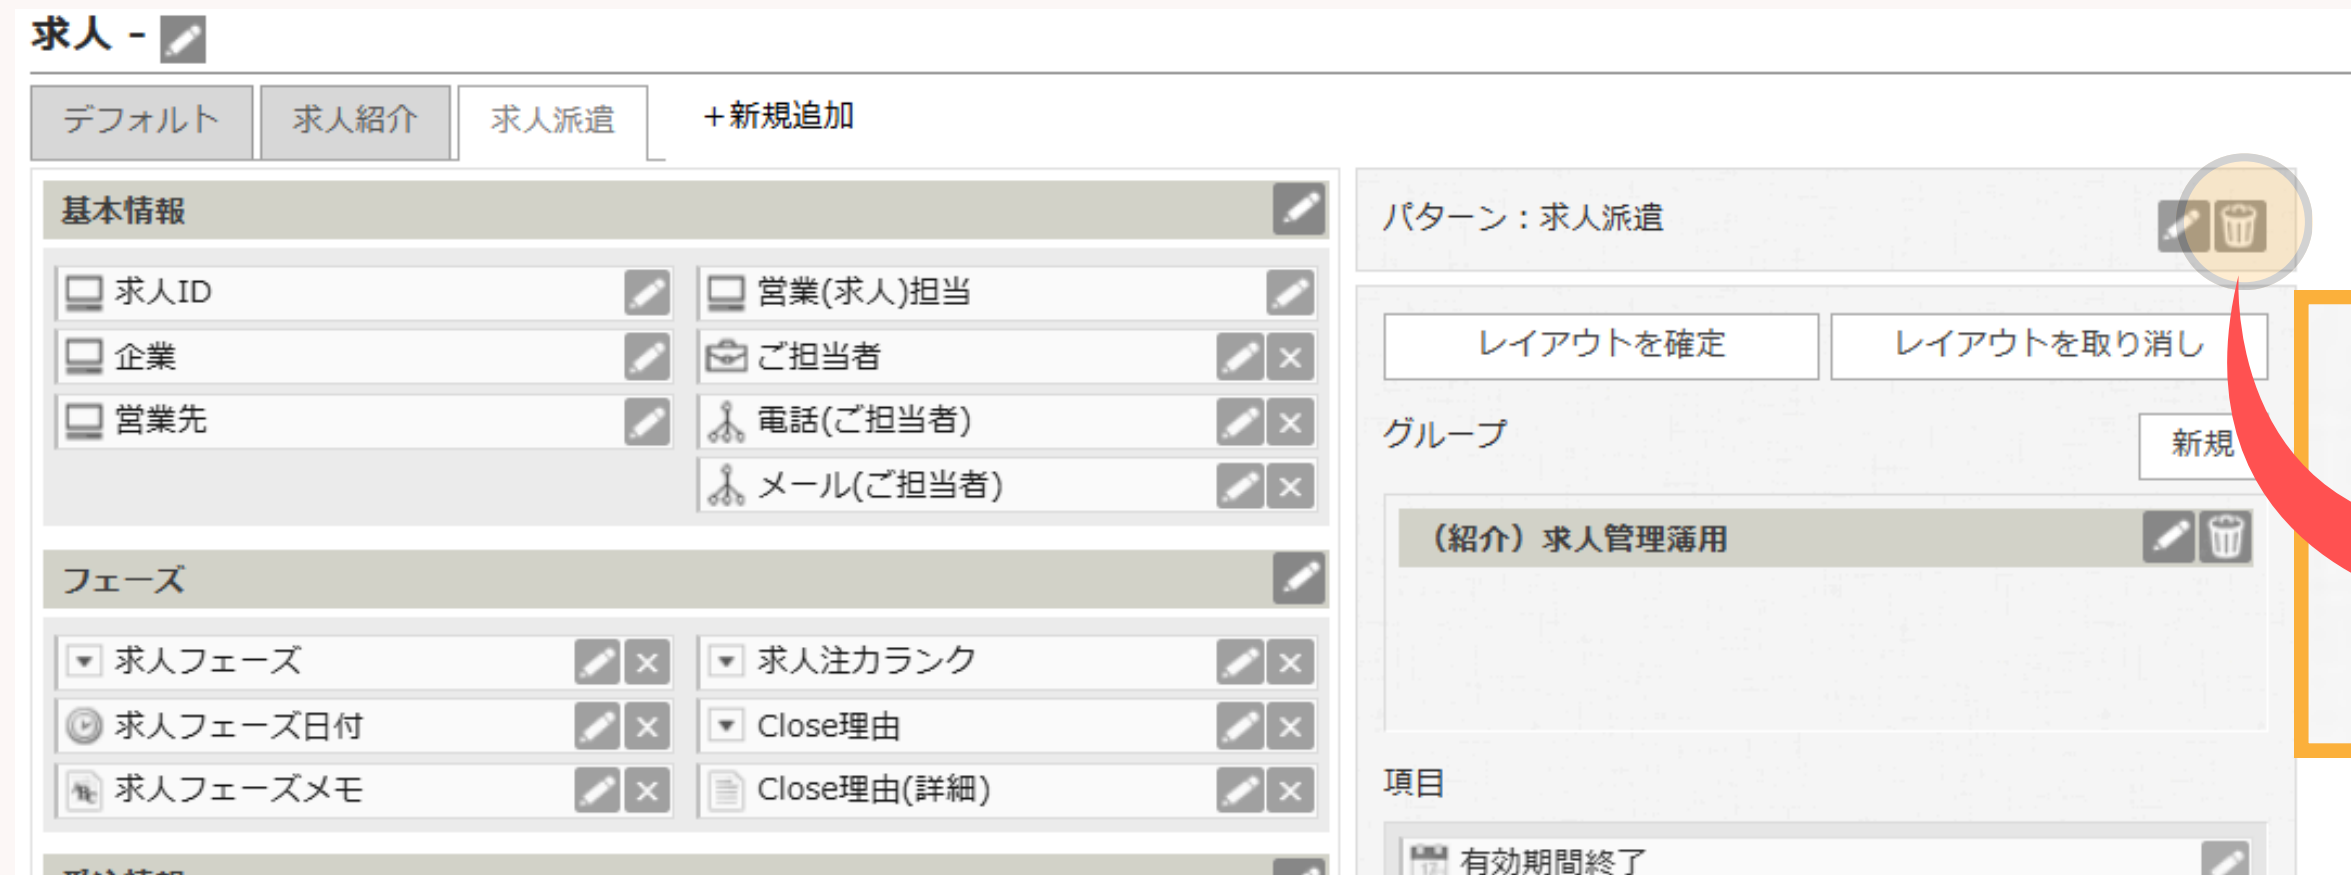 求人 -
デフォルト 求人紹介 求人派遣 +新規追加
基本情報
求人ID
企業
営業先
営業(求人)担当
ご担当者
電話(ご担当者)
メール(ご担当者)
フェーズ
求人フェーズ
求人フェーズ日付
求人フェーズメモ
求人注力ランク
Close理由
Close理由(詳細)
パターン：求人派遣
レイアウトを確定 レイアウトを取り消し
グループ
新規
（紹介）求人管理簿用
項目
有効期間終了